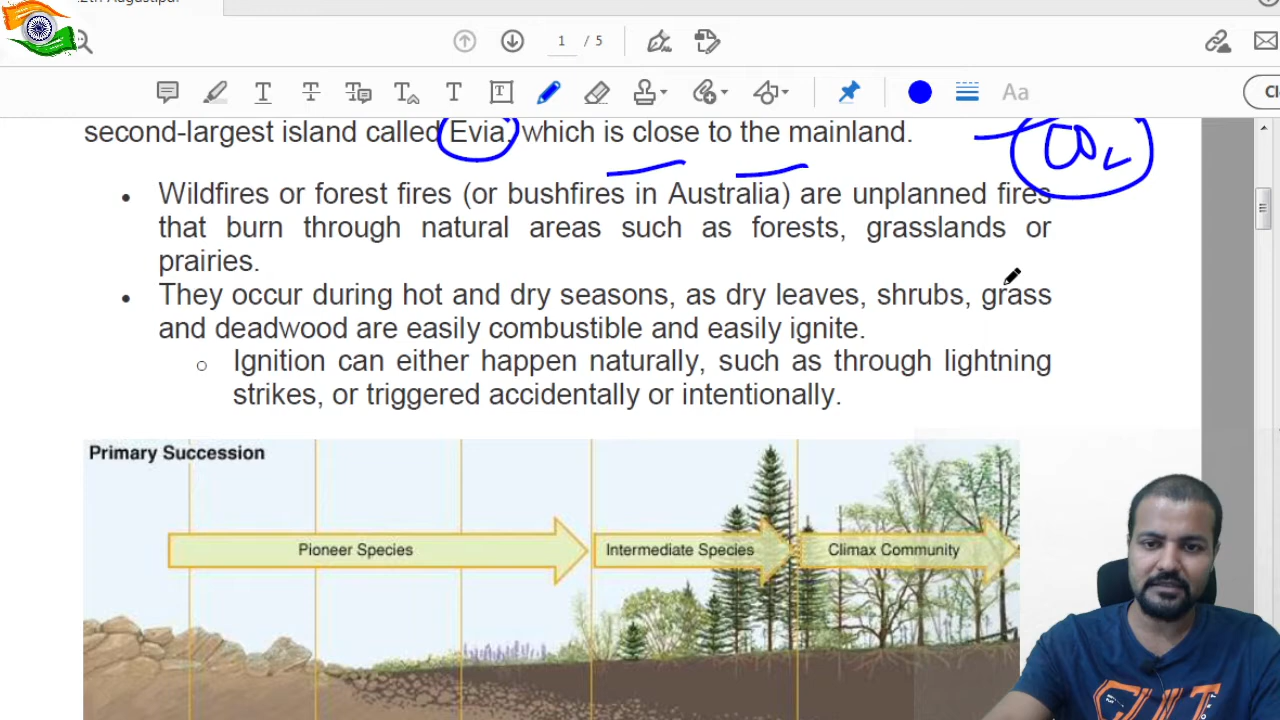 1 / 5
Aa
second-largest island called Evia, which is close to the mainland.
CO2
• Wildfires or forest fires (or bushfires in Australia) are unplanned fires
that burn through natural areas such as forests, grasslands or
prairies.
• They occur during hot and dry seasons, as dry leaves, shrubs, grass
and deadwood are easily combustible and easily ignite.
o Ignition can either happen naturally, such as through lightning
strikes, or triggered accidentally or intentionally.
Primary Succession
Pioneer Species
Intermediate Species
Climax Community